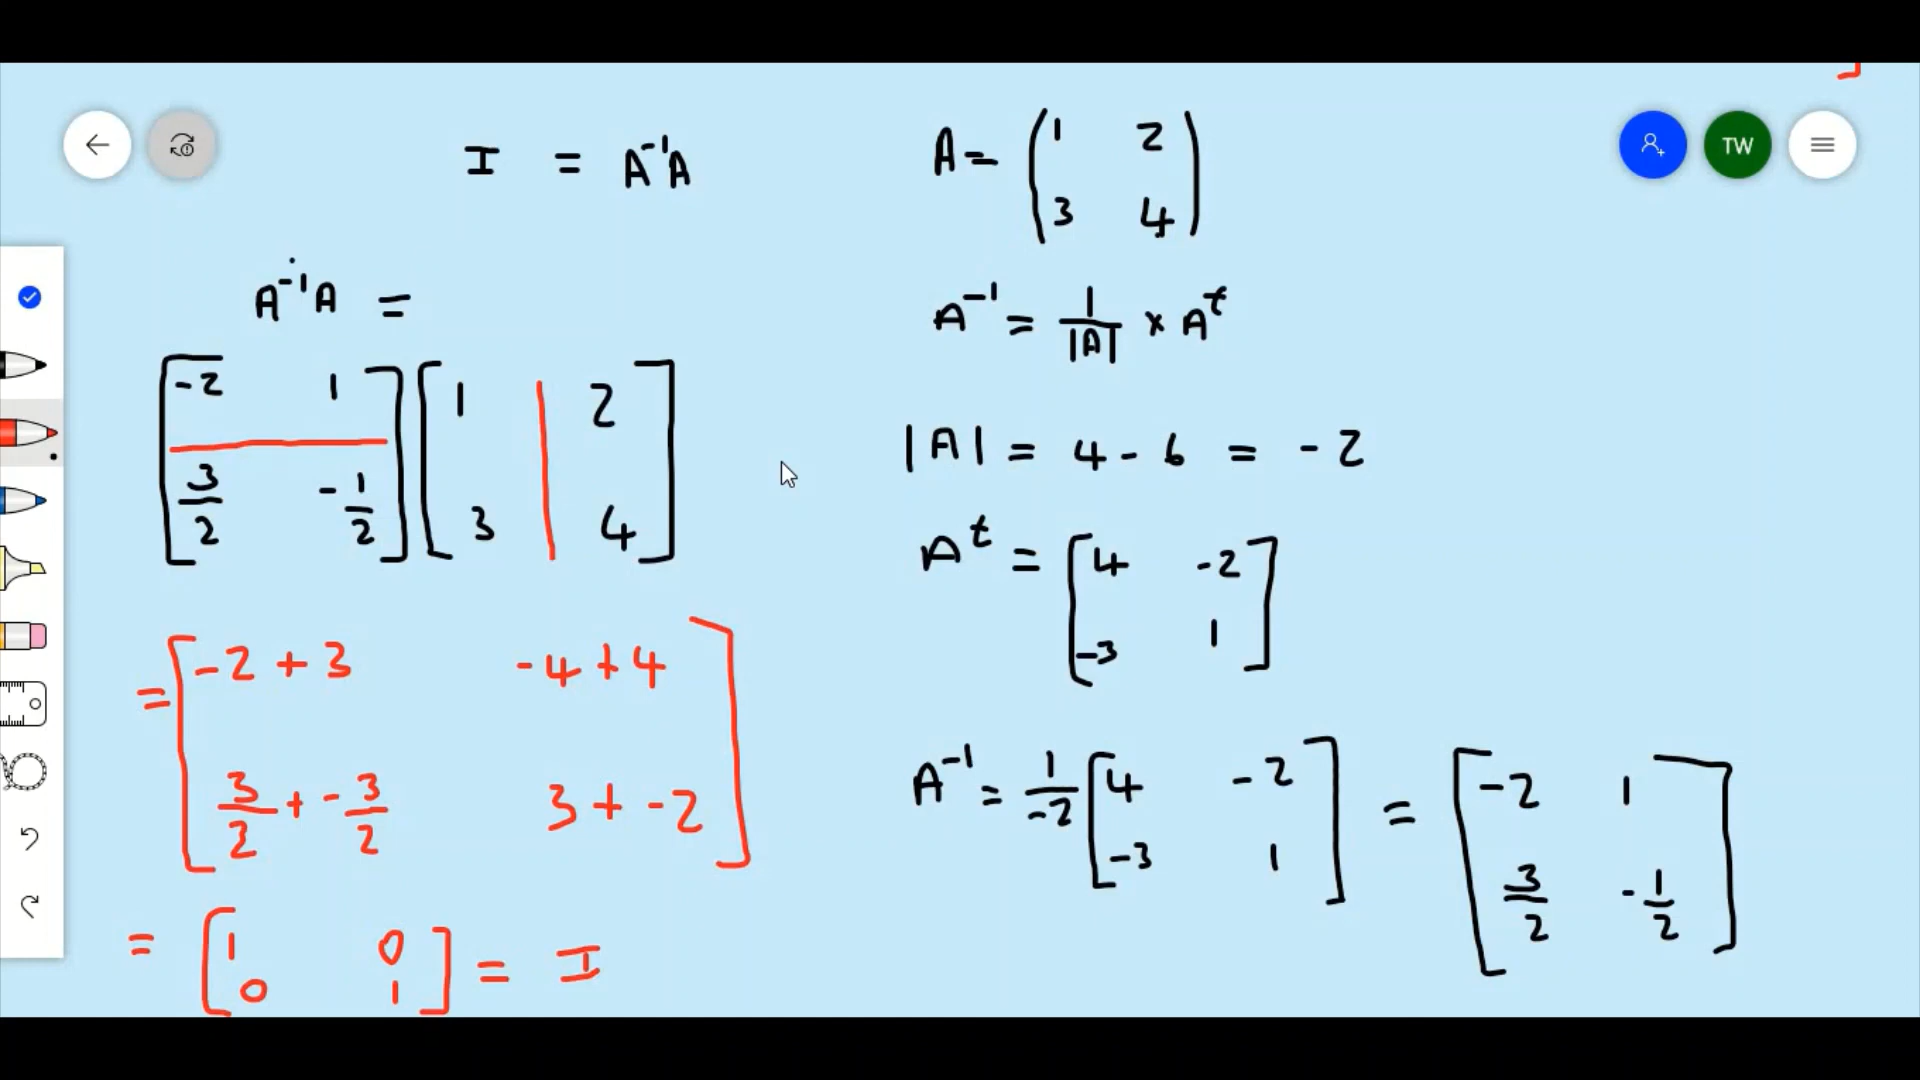 I = A⁻¹A
A⁻¹A =
[-2 1] [1 2]
[3/2 -1/2] [3 4]
= [-2 + 3 -4 + 4]
[3/2 + -3/2 3 + -2]
= [1 0]
[0 1] = I
A = (1 2)
(3 4)
A⁻¹ = 1/|A| × Aᵗ
|A| = 4 - 6 = -2
Aᵗ = [4 -2]
[-3 1]
A⁻¹ = 1/-2 [4 -2] = [-2 1]
[-3 1] [3/2 -1/2]
TW